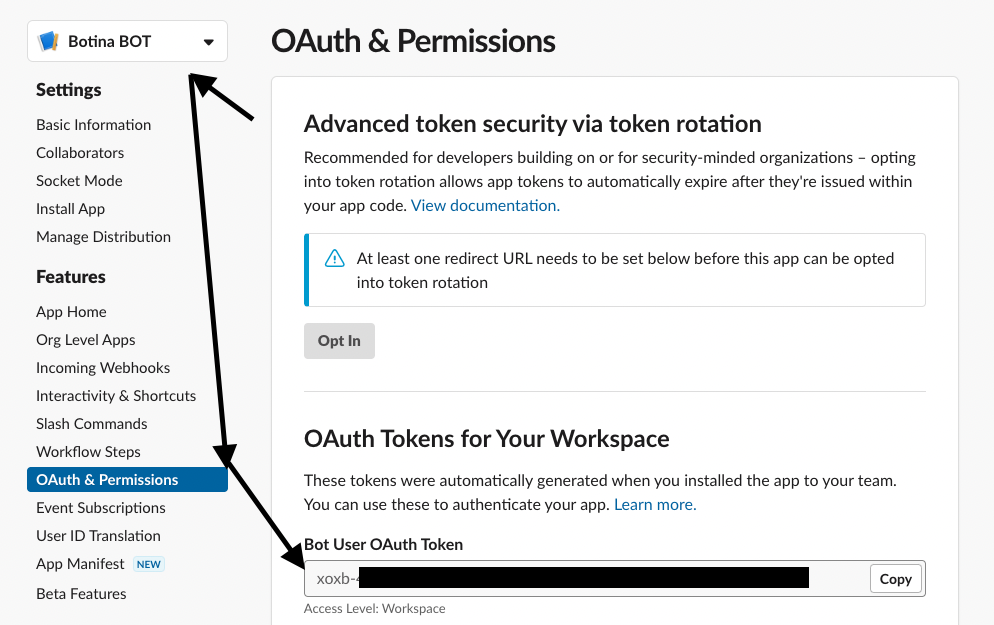 Botina BOT
Settings
Basic Information
Collaborators
Socket Mode
Install App
Manage Distribution
Features
App Home
Org Level Apps
Incoming Webhooks
Interactivity & Shortcuts
Slash Commands
Workflow Steps
OAuth & Permissions
Event Subscriptions
User ID Translation
App Manifest NEW
Beta Features
OAuth & Permissions
Advanced token security via token rotation
Recommended for developers building on or for security-minded organizations – opting
into token rotation allows app tokens to automatically expire after they're issued within
your app code. View documentation.
At least one redirect URL needs to be set below before this app can be opted
into token rotation
Opt In
OAuth Tokens for Your Workspace
These tokens were automatically generated when you installed the app to your team.
You can use these to authenticate your app. Learn more.
Bot User OAuth Token
xoxb-
Copy
Access Level: Workspace